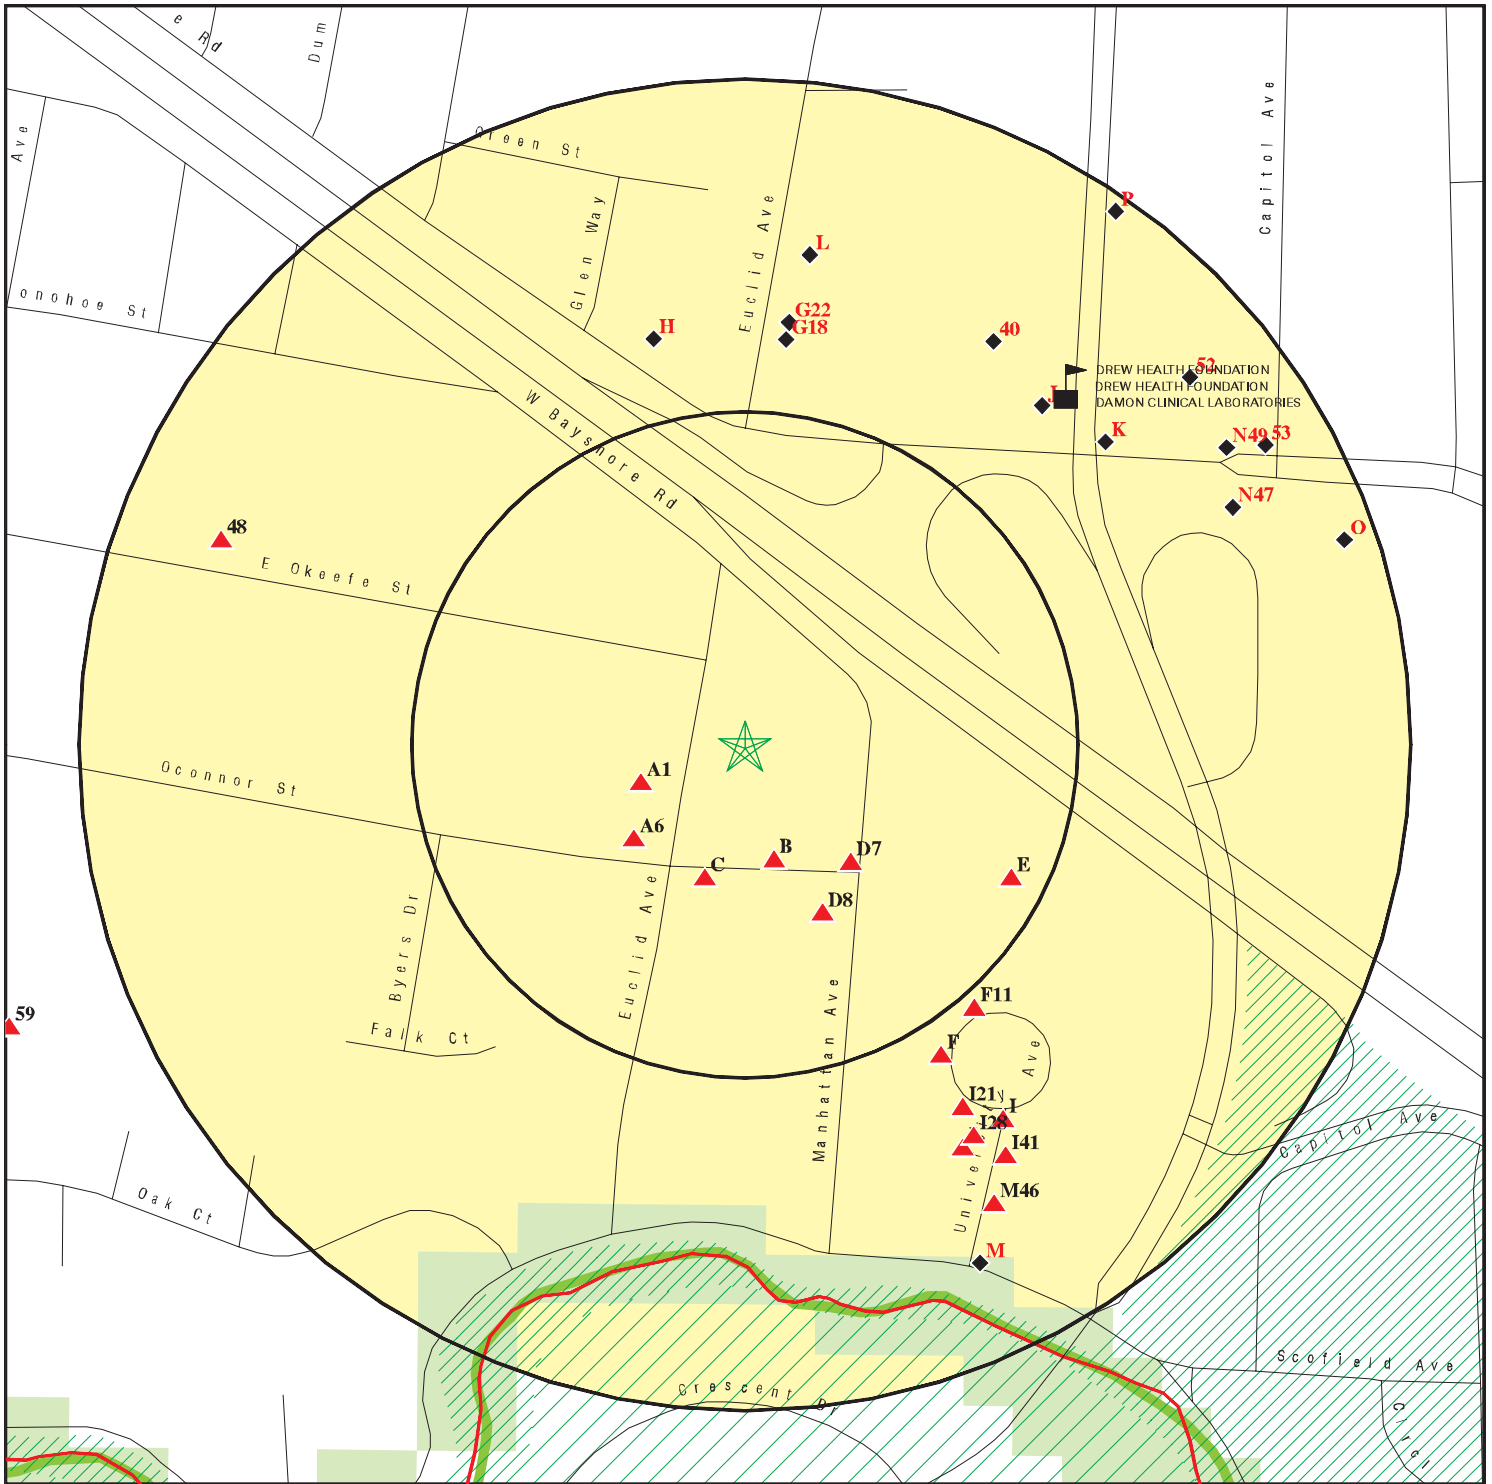 e Rd
Dum
Ave
Green St
Glen Way
Euclid Ave
Capitol Ave
P
L
G22
G18
H
40
onohoe St
52
DREW HEALTH FOUNDATION
DREW HEALTH FOUNDATION
DAMON CLINICAL LABORATORIES
J
K
N49
53
N47
O
W Bayshore Rd
48
E Okeefe St
Oconnor St
A1
A6
B
C
D7
D8
E
Euclid Ave
Byers Dr
Falk Ct
Manhattan Ave
59
F11
F
Ave
I21
I
I28
I41
M46
M
Capitol Ave
Oak Ct
Crescent Dr
Scofield Ave